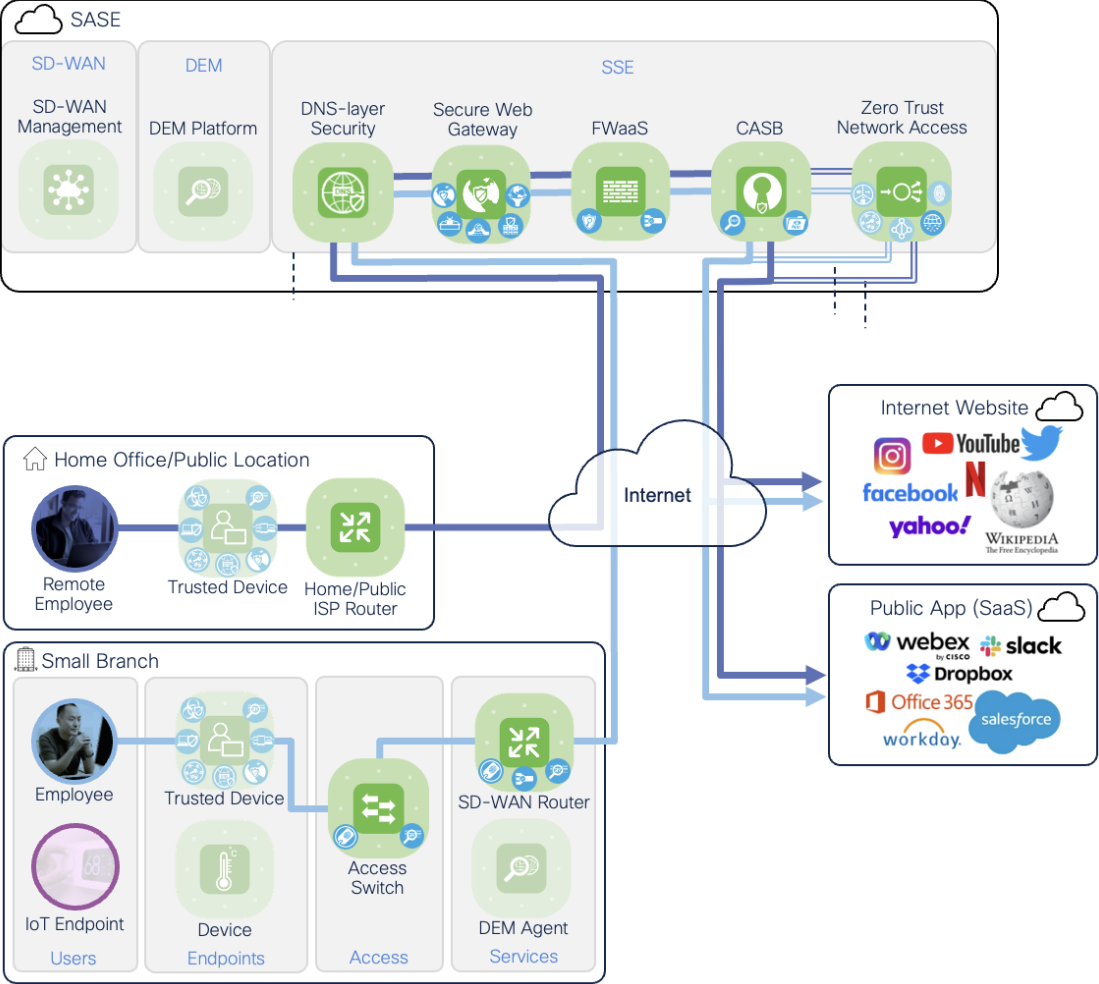 SASE
SD-WAN
DEM
SSE
SD-WAN
Management
DEM Platform
DNS-layer
Security
Secure Web
Gateway
FWaaS
CASB
Zero Trust
Network Access
DNS
Internet
Internet Website
YouTube
facebook
N
yahoo!
WIKIPEDIA
The Free Encyclopedia
Home Office/Public Location
Remote
Employee
Trusted Device
Home/Public
ISP Router
Public App (SaaS)
webex
by CISCO
slack
Dropbox
Office 365
salesforce
workday.
Small Branch
Employee
Trusted Device
SD-WAN Router
Access
Switch
°C
68
IoT Endpoint
Device
DEM Agent
Users
Endpoints
Access
Services